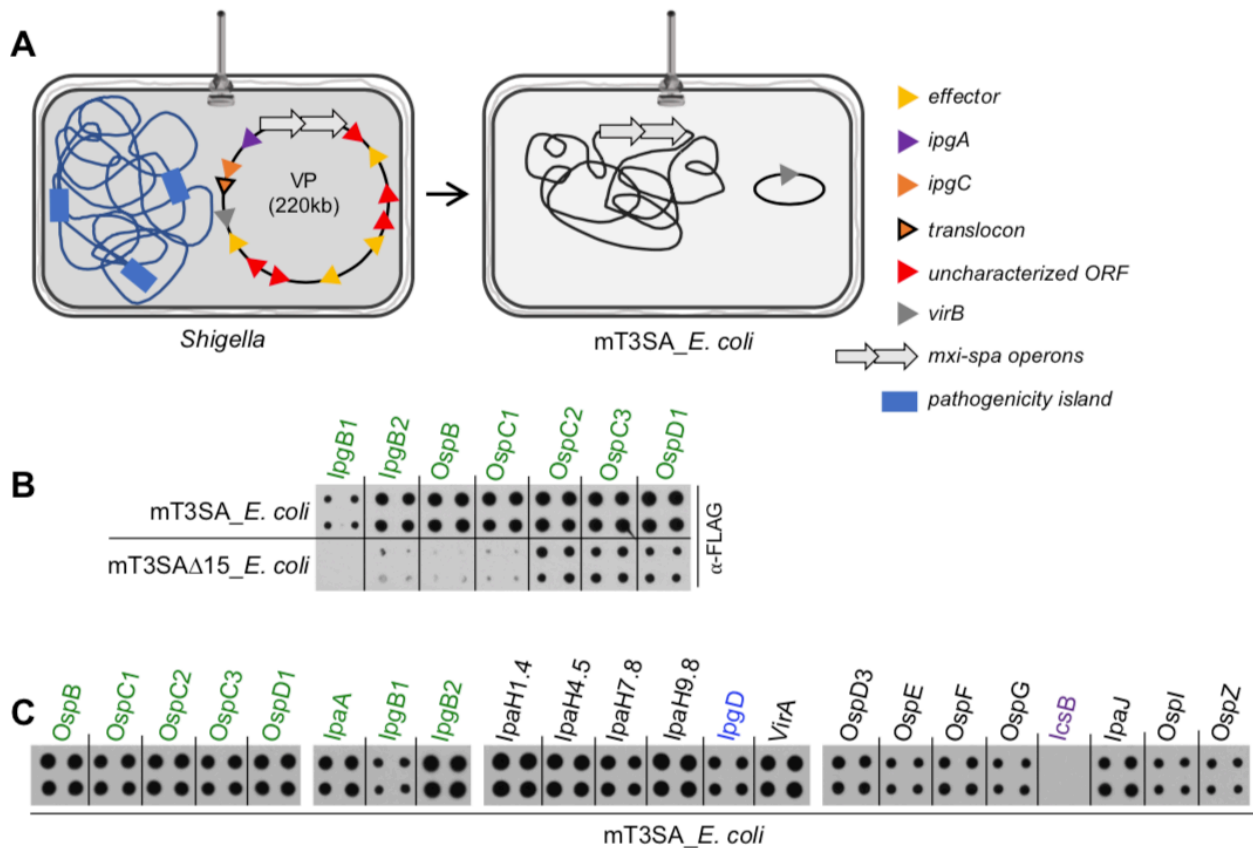 A
VP
(220kb)
Shigella
mT3SA_E. coli
effector
ipgA
ipgC
translocon
uncharacterized ORF
virB
mxi-spa operons
pathogenicity island
B
IpgB1 IpgB2 OspB OspC1 OspC2 OspC3 OspD1
mT3SA_E. coli
mT3SAΔ15_E. coli
α-FLAG
C
OspB OspC1 OspC2 OspC3 OspD1 IpaA IpgB1 IpgB2 IpaH1.4 IpaH4.5 IpaH7.8 IpaH9.8 IpgD VirA OspD3 OspE OspF OspG IcsB IpaJ OspI OspZ
mT3SA_E. coli